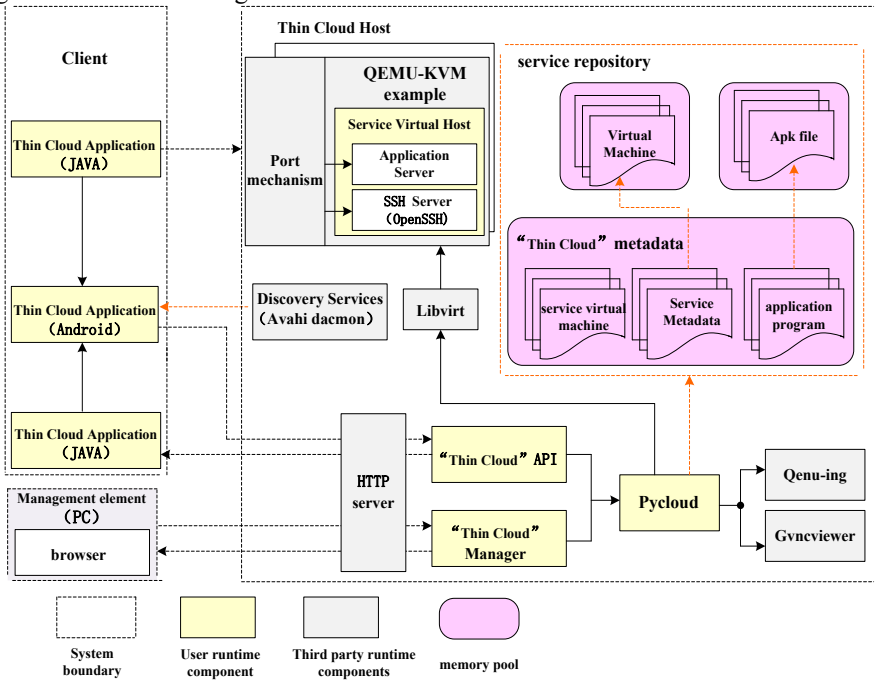 Client
Thin Cloud Application
(JAVA)
Thin Cloud Application
(Android)
Thin Cloud Application
(JAVA)
Management element
(PC)
browser
Thin Cloud Host
QEMU-KVM
example
Port
mechanism
Service Virtual Host
Application
Server
SSH Server
(OpenSSH)
Discovery Services
(Avahi dacmon)
Libvirt
service repository
Virtual
Machine
Apk file
“Thin Cloud” metadata
service virtual
machine
Service
Metadata
application
program
HTTP
server
“Thin Cloud” API
“Thin Cloud”
Manager
Pycloud
Qenu-ing
Gvncviewer
System
boundary
User runtime
component
Third party runtime
components
memory pool